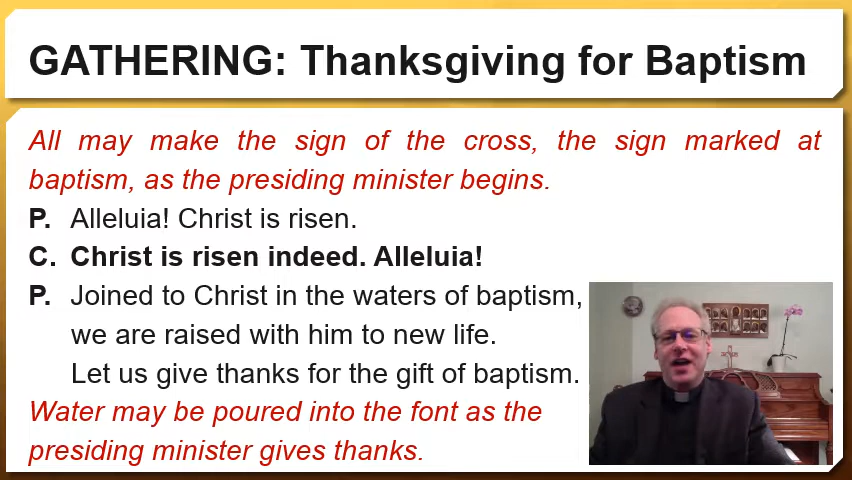 GATHERING: Thanksgiving for Baptism
All may make the sign of the cross, the sign marked at
baptism, as the presiding minister begins.
P. Alleluia! Christ is risen.
C. Christ is risen indeed. Alleluia!
P. Joined to Christ in the waters of baptism,
we are raised with him to new life.
Let us give thanks for the gift of baptism.
Water may be poured into the font as the
presiding minister gives thanks.